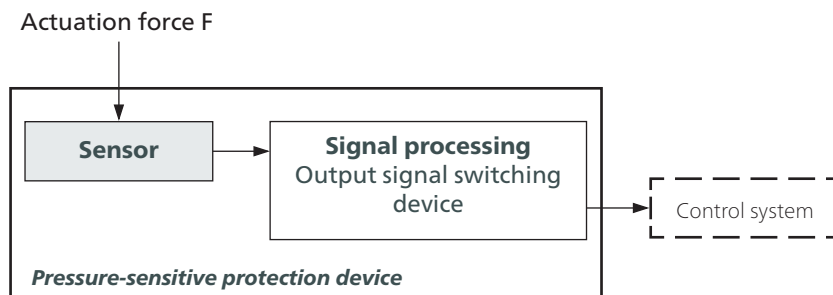 Actuation force F
Sensor
Signal processing
Output signal switching
device
Control system
Pressure-sensitive protection device